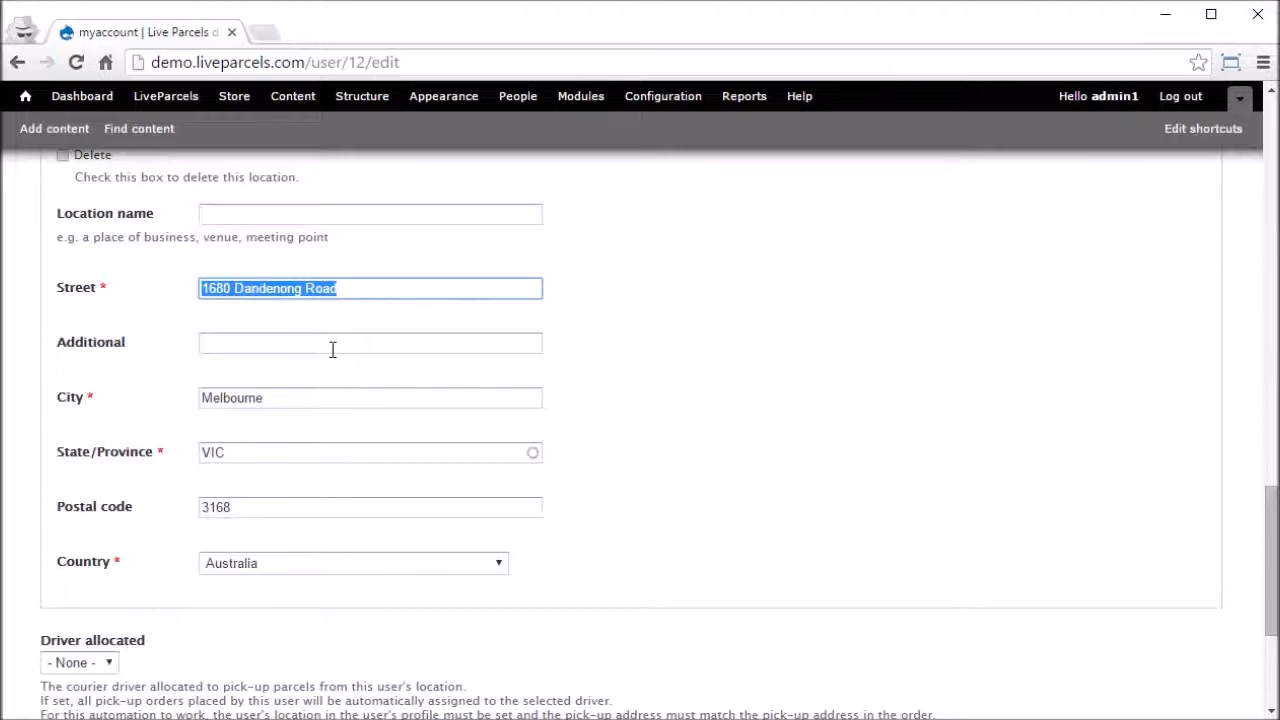 myaccount | Live Parcels d
demo.liveparcels.com/user/12/edit
Dashboard LiveParcels Store Content Structure Appearance People Modules Configuration Reports Help Hello admin1 Log out
Add content Find content Edit shortcuts
Delete
Check this box to delete this location.
Location name
e.g. a place of business, venue, meeting point
Street * 1680 Dandenong Road
Additional
City * Melbourne
State/Province * VIC
Postal code 3168
Country * Australia
Driver allocated
- None -
The courier driver allocated to pick-up parcels from this user's location.
If set, all pick-up orders placed by this user will be automatically assigned to the selected driver.
For this automation to work, the user's location in the user's profile must be set and the pick-up address must match the pick-up address in the order.